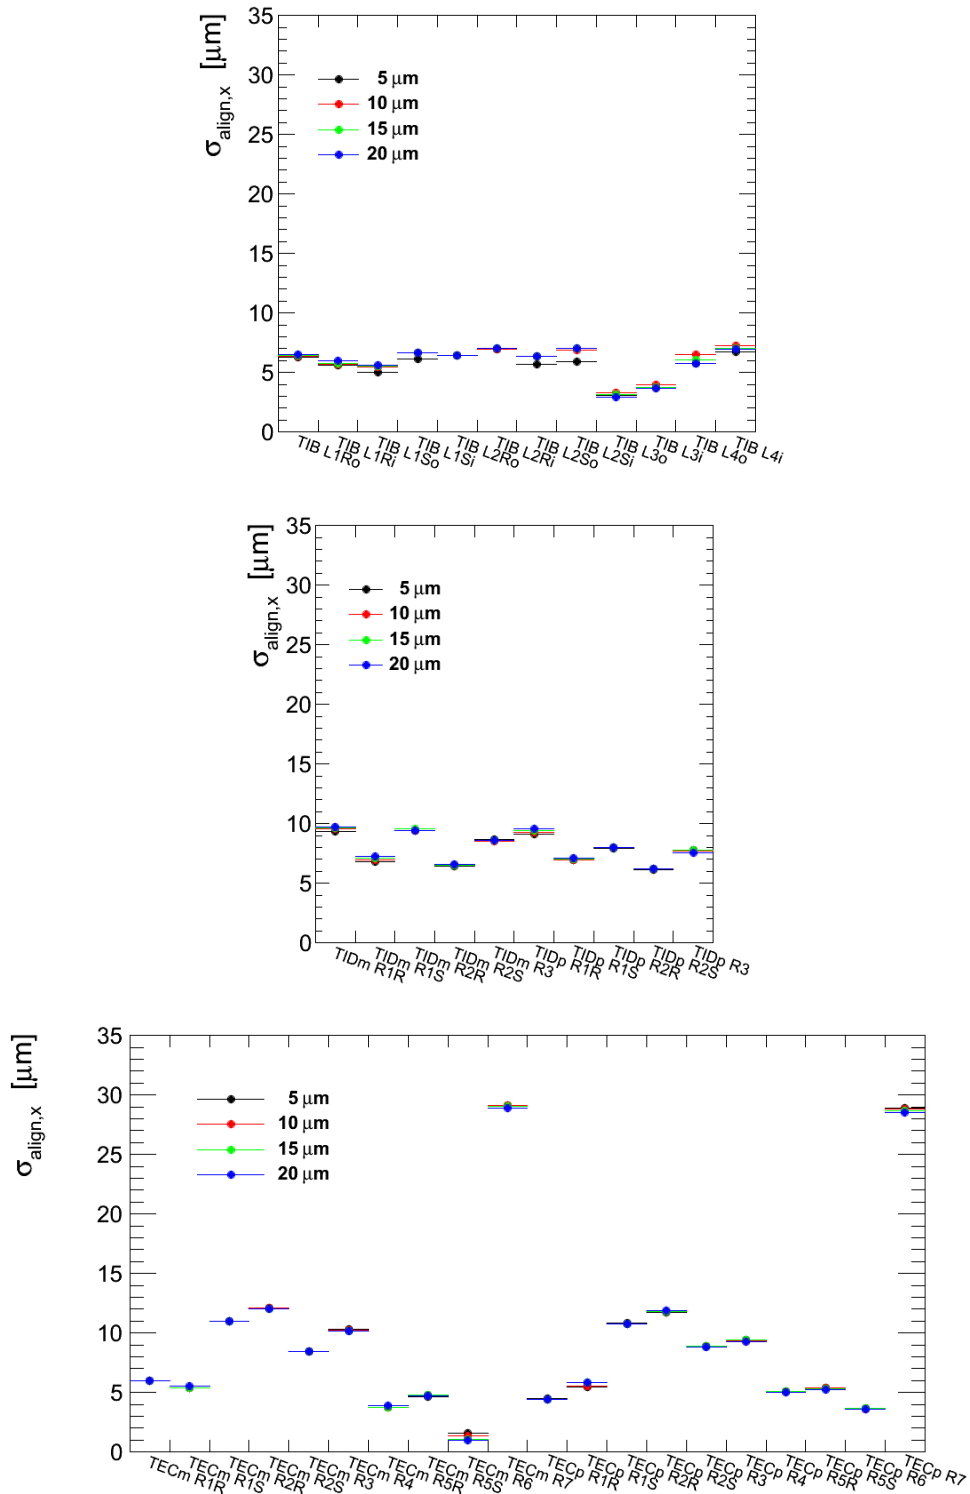 σalign,x [μm]
35
30
25
20
15
10
5
0
5 μm
10 μm
15 μm
20 μm
TIB L1Ro
TIB L1Ri
TIB L1So
TIB L1Si
TIB L2Ro
TIB L2Ri
TIB L2So
TIB L2Si
TIB L3o
TIB L3i
TIB L4o
TIB L4i
σalign,x [μm]
35
30
25
20
15
10
5
0
5 μm
10 μm
15 μm
20 μm
TIDm R1R
TIDm R1S
TIDm R2R
TIDm R2S
TIDm R3
TIDp R1R
TIDp R1S
TIDp R2R
TIDp R2S
TIDp R3
σalign,x [μm]
35
30
25
20
15
10
5
0
5 μm
10 μm
15 μm
20 μm
TECm R1R
TECm R1S
TECm R2R
TECm R2S
TECm R3
TECm R4
TECm R5R
TECm R5S
TECm R6
TECm R7
TECp R1R
TECp R1S
TECp R2R
TECp R2S
TECp R3
TECp R4
TECp R5R
TECp R5S
TECp R6
TECp R7